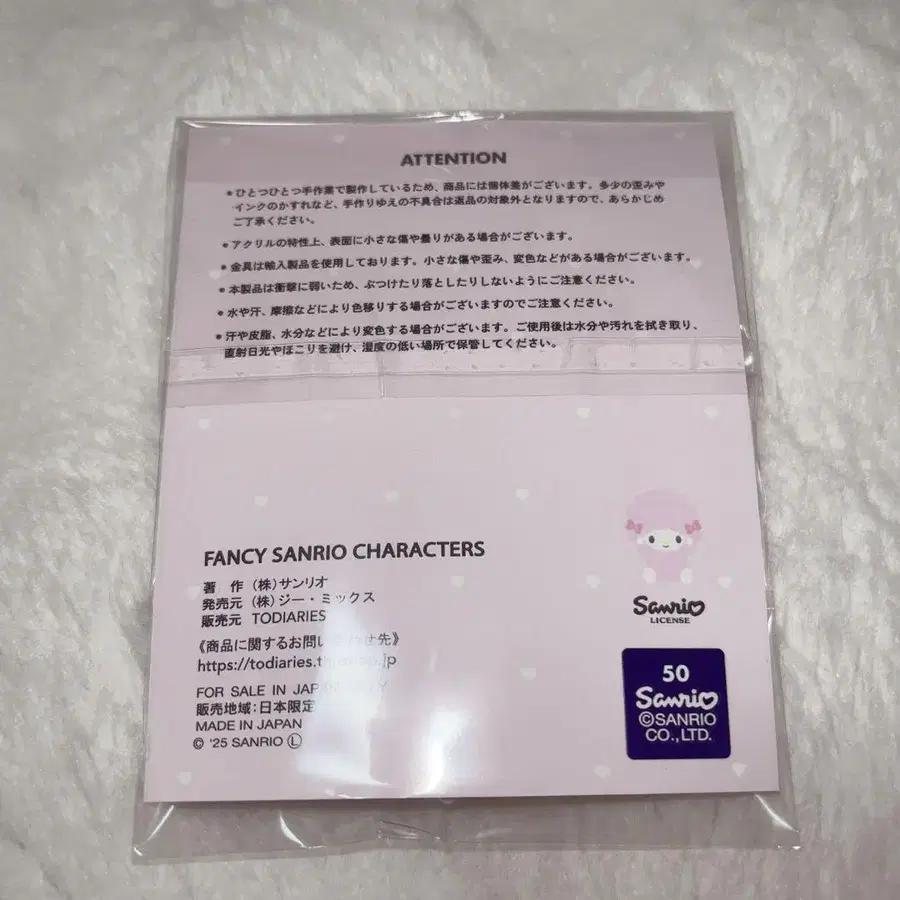 ATTENTION
●ひとつひとつ手作業で製作しているため、商品には個体差がございます。多少の歪みや
インクのかすれなど、手作りゆえの不具合は返品の対象外となりますので、あらかじめ
ご了承ください。
●アクリルの特性上、表面に小さな傷や曇りがある場合がございます。
●金具は輸入製品を使用しております。小さな傷や歪み、変色などがある場合がございます。
●本製品は衝撃に弱いため、ぶつけたり落としたりしないようにご注意ください。
●水や汗、摩擦などにより色移りする場合がございますのでご注意ください。
●汗や皮脂、水分などにより変色する場合がございます。ご使用後は水分や汚れを拭き取り、
直射日光やほこりを避け、湿度の低い場所で保管してください。
FANCY SANRIO CHARACTERS
著 作 (株)サンリオ
発売元 (株)ジー・ミックス
販売元 TODIARIES
《商品に関するお問い合わせ先》
https://todiaries.
FOR SALE IN JAPAN ONLY
販売地域:日本限定
MADE IN JAPAN
© '25 SANRIO Ⓛ
Sanrio
LICENSE
50
Sanrio
©SANRIO
CO.,LTD.